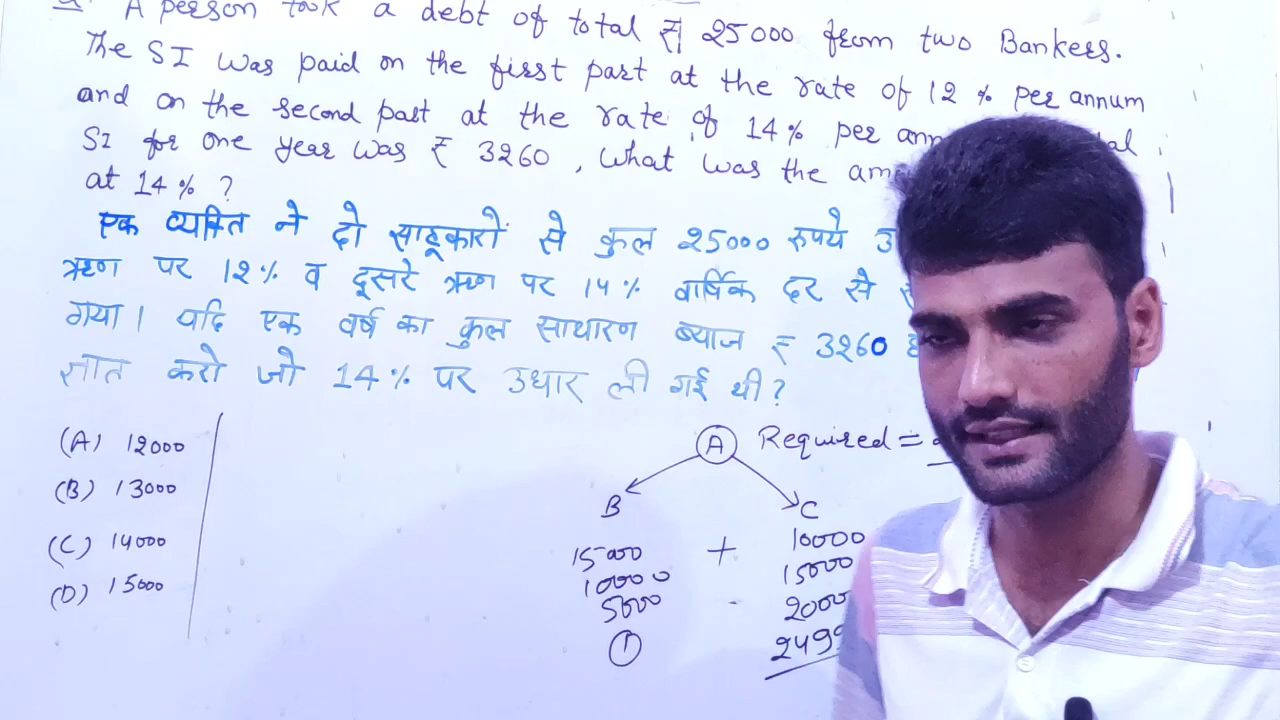 A person took a debt of total ₹ 25000 from two Bankers.
The SI was paid on the first part at the rate of 12 % per annum
and on the second part at the rate of 14% per
SI for one year was ₹ 3260, What was the
at 14 % ?
एक व्यक्ति ने दो साहूकारों से कुल 25000 रुपये
ऋण पर 12% व दूसरे ऋण पर 14% वार्षिक दर से
गया। यदि एक वर्ष का कुल साधारण ब्याज ₹ 3260
ज्ञात करो जो 14% पर उधार ली गई थी?
(A) 12000
(B) 13000
(C) 14000
(D) 15000
A Required =
B C
15000 + 10000
10000 15000
5000
1